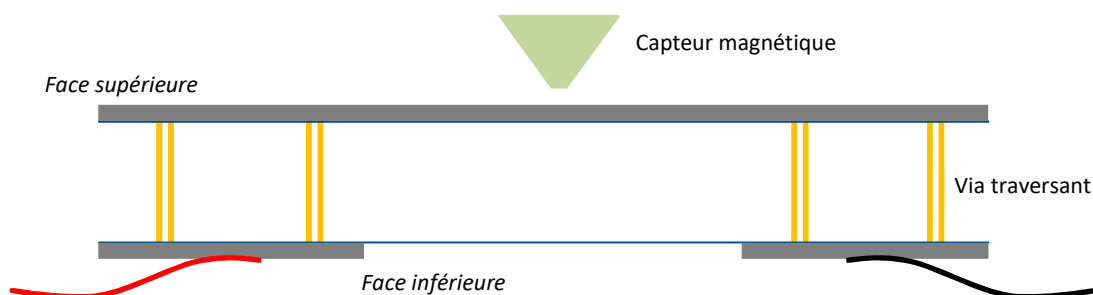 Capteur magnétique
Face supérieure
Via traversant
Face inférieure